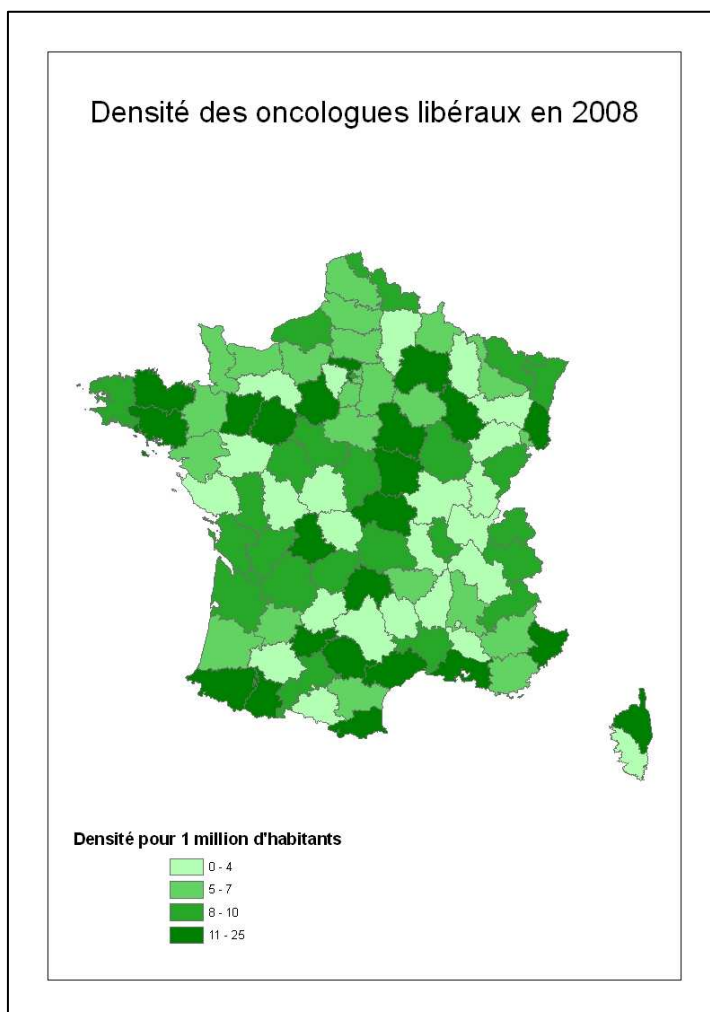 Densité des oncologues libéraux en 2008
Densité pour 1 million d'habitants
0 - 4
5 - 7
8 - 10
11 - 25